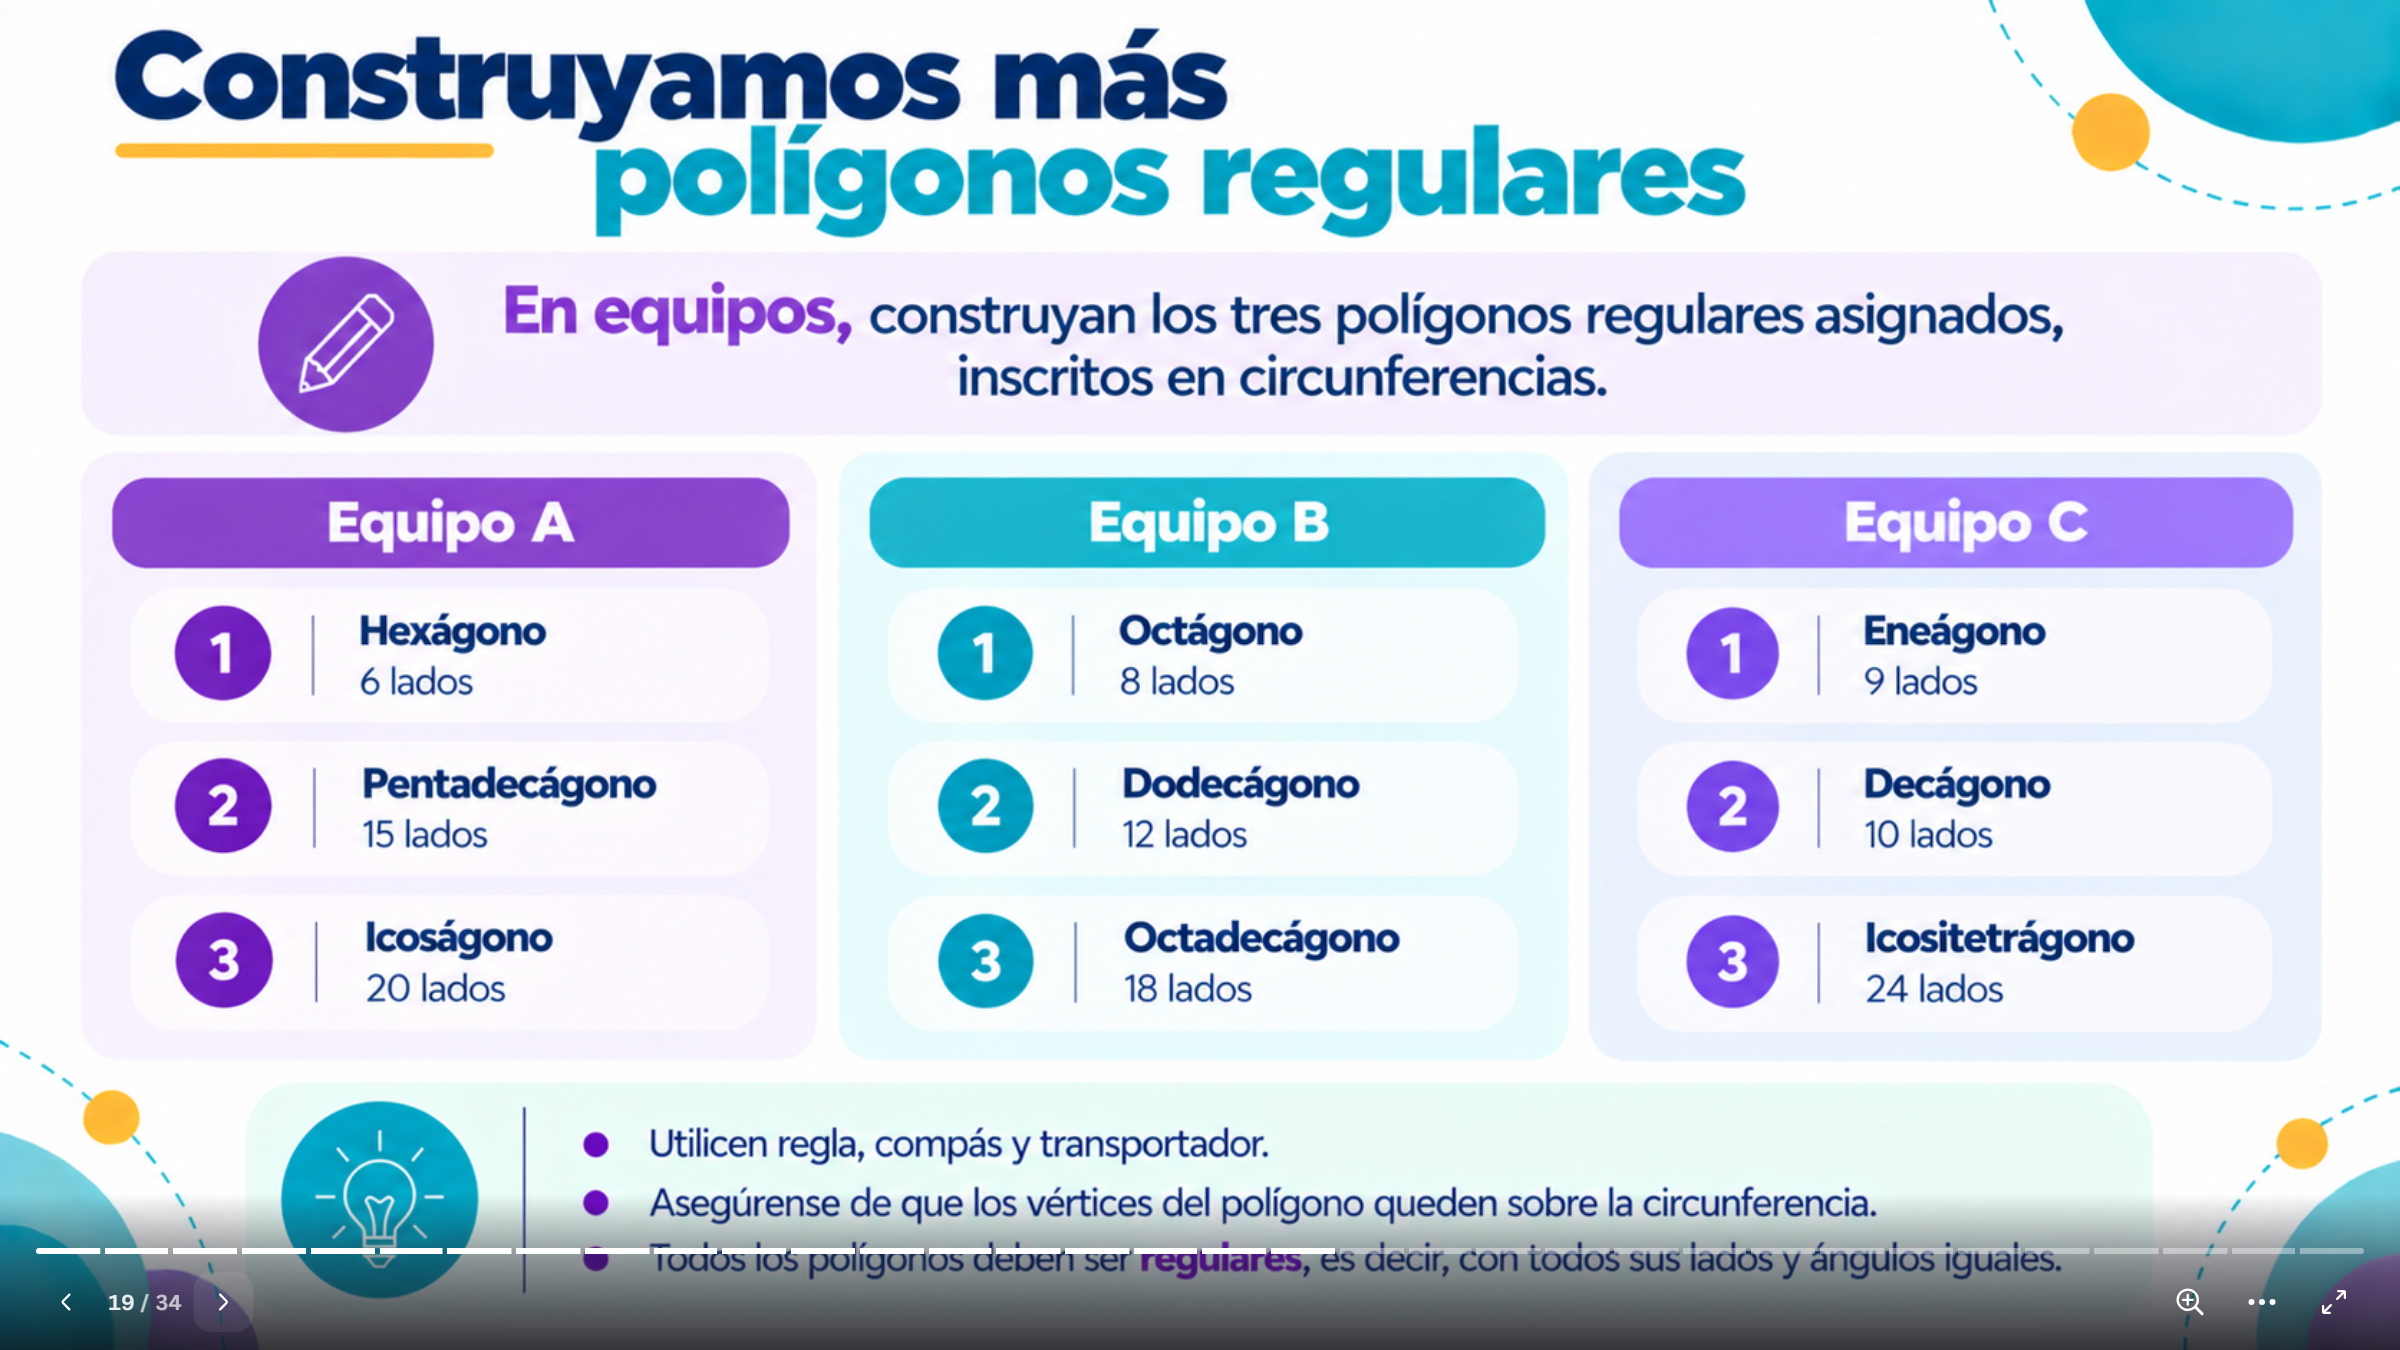 Construyamos más
polígonos regulares
En equipos, construyan los tres polígonos regulares asignados,
inscritos en circunferencias.
Equipo A
1
Hexágono
6 lados
2
Pentadecágono
15 lados
3
Icoságono
20 lados
Equipo B
1
Octágono
8 lados
2
Dodecágono
12 lados
3
Octadecágono
18 lados
Equipo C
1
Eneágono
9 lados
2
Decágono
10 lados
3
Icositetrágono
24 lados
Utilicen regla, compás y transportador.
Asegúrense de que los vértices del polígono queden sobre la circunferencia.
Todos los polígonos deben ser regulares, es decir, con todos sus lados y ángulos iguales.
19 / 34